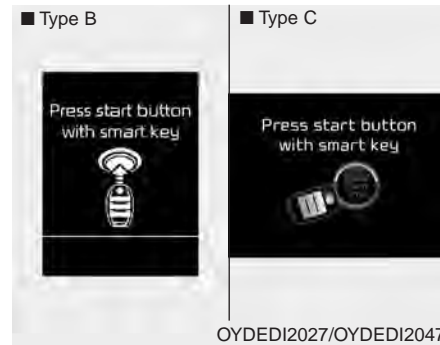 ■ Type B
Press start button
with smart key
■ Type C
Press start button
with smart key
OYDEDI2027/OYDEDI2047